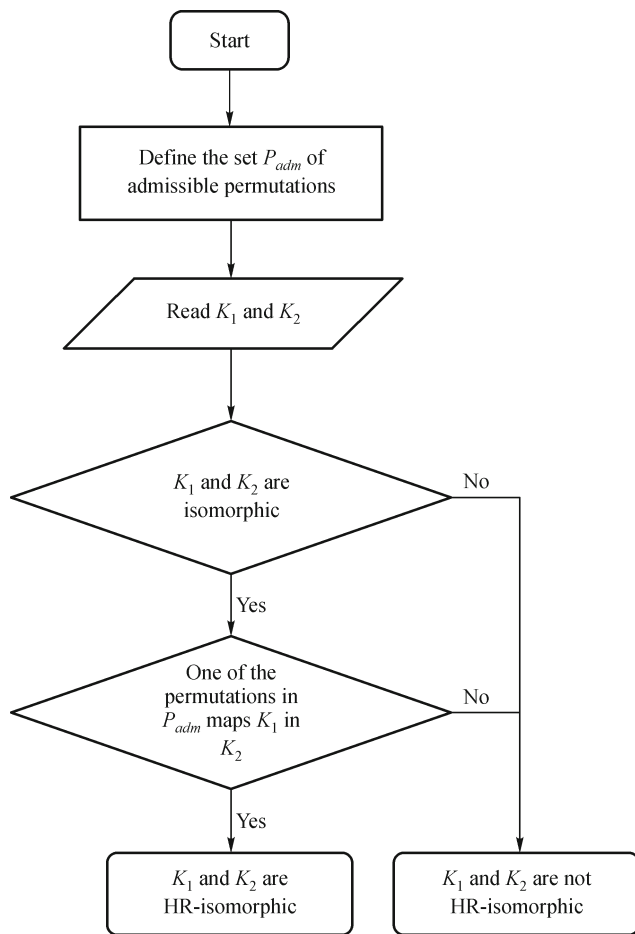 Start
Define the set P_adm of
admissible permutations
Read K_1 and K_2
K_1 and K_2 are
isomorphic
No
Yes
One of the
permutations in
P_adm maps K_1 in
K_2
No
Yes
K_1 and K_2 are
HR-isomorphic
K_1 and K_2 are not
HR-isomorphic